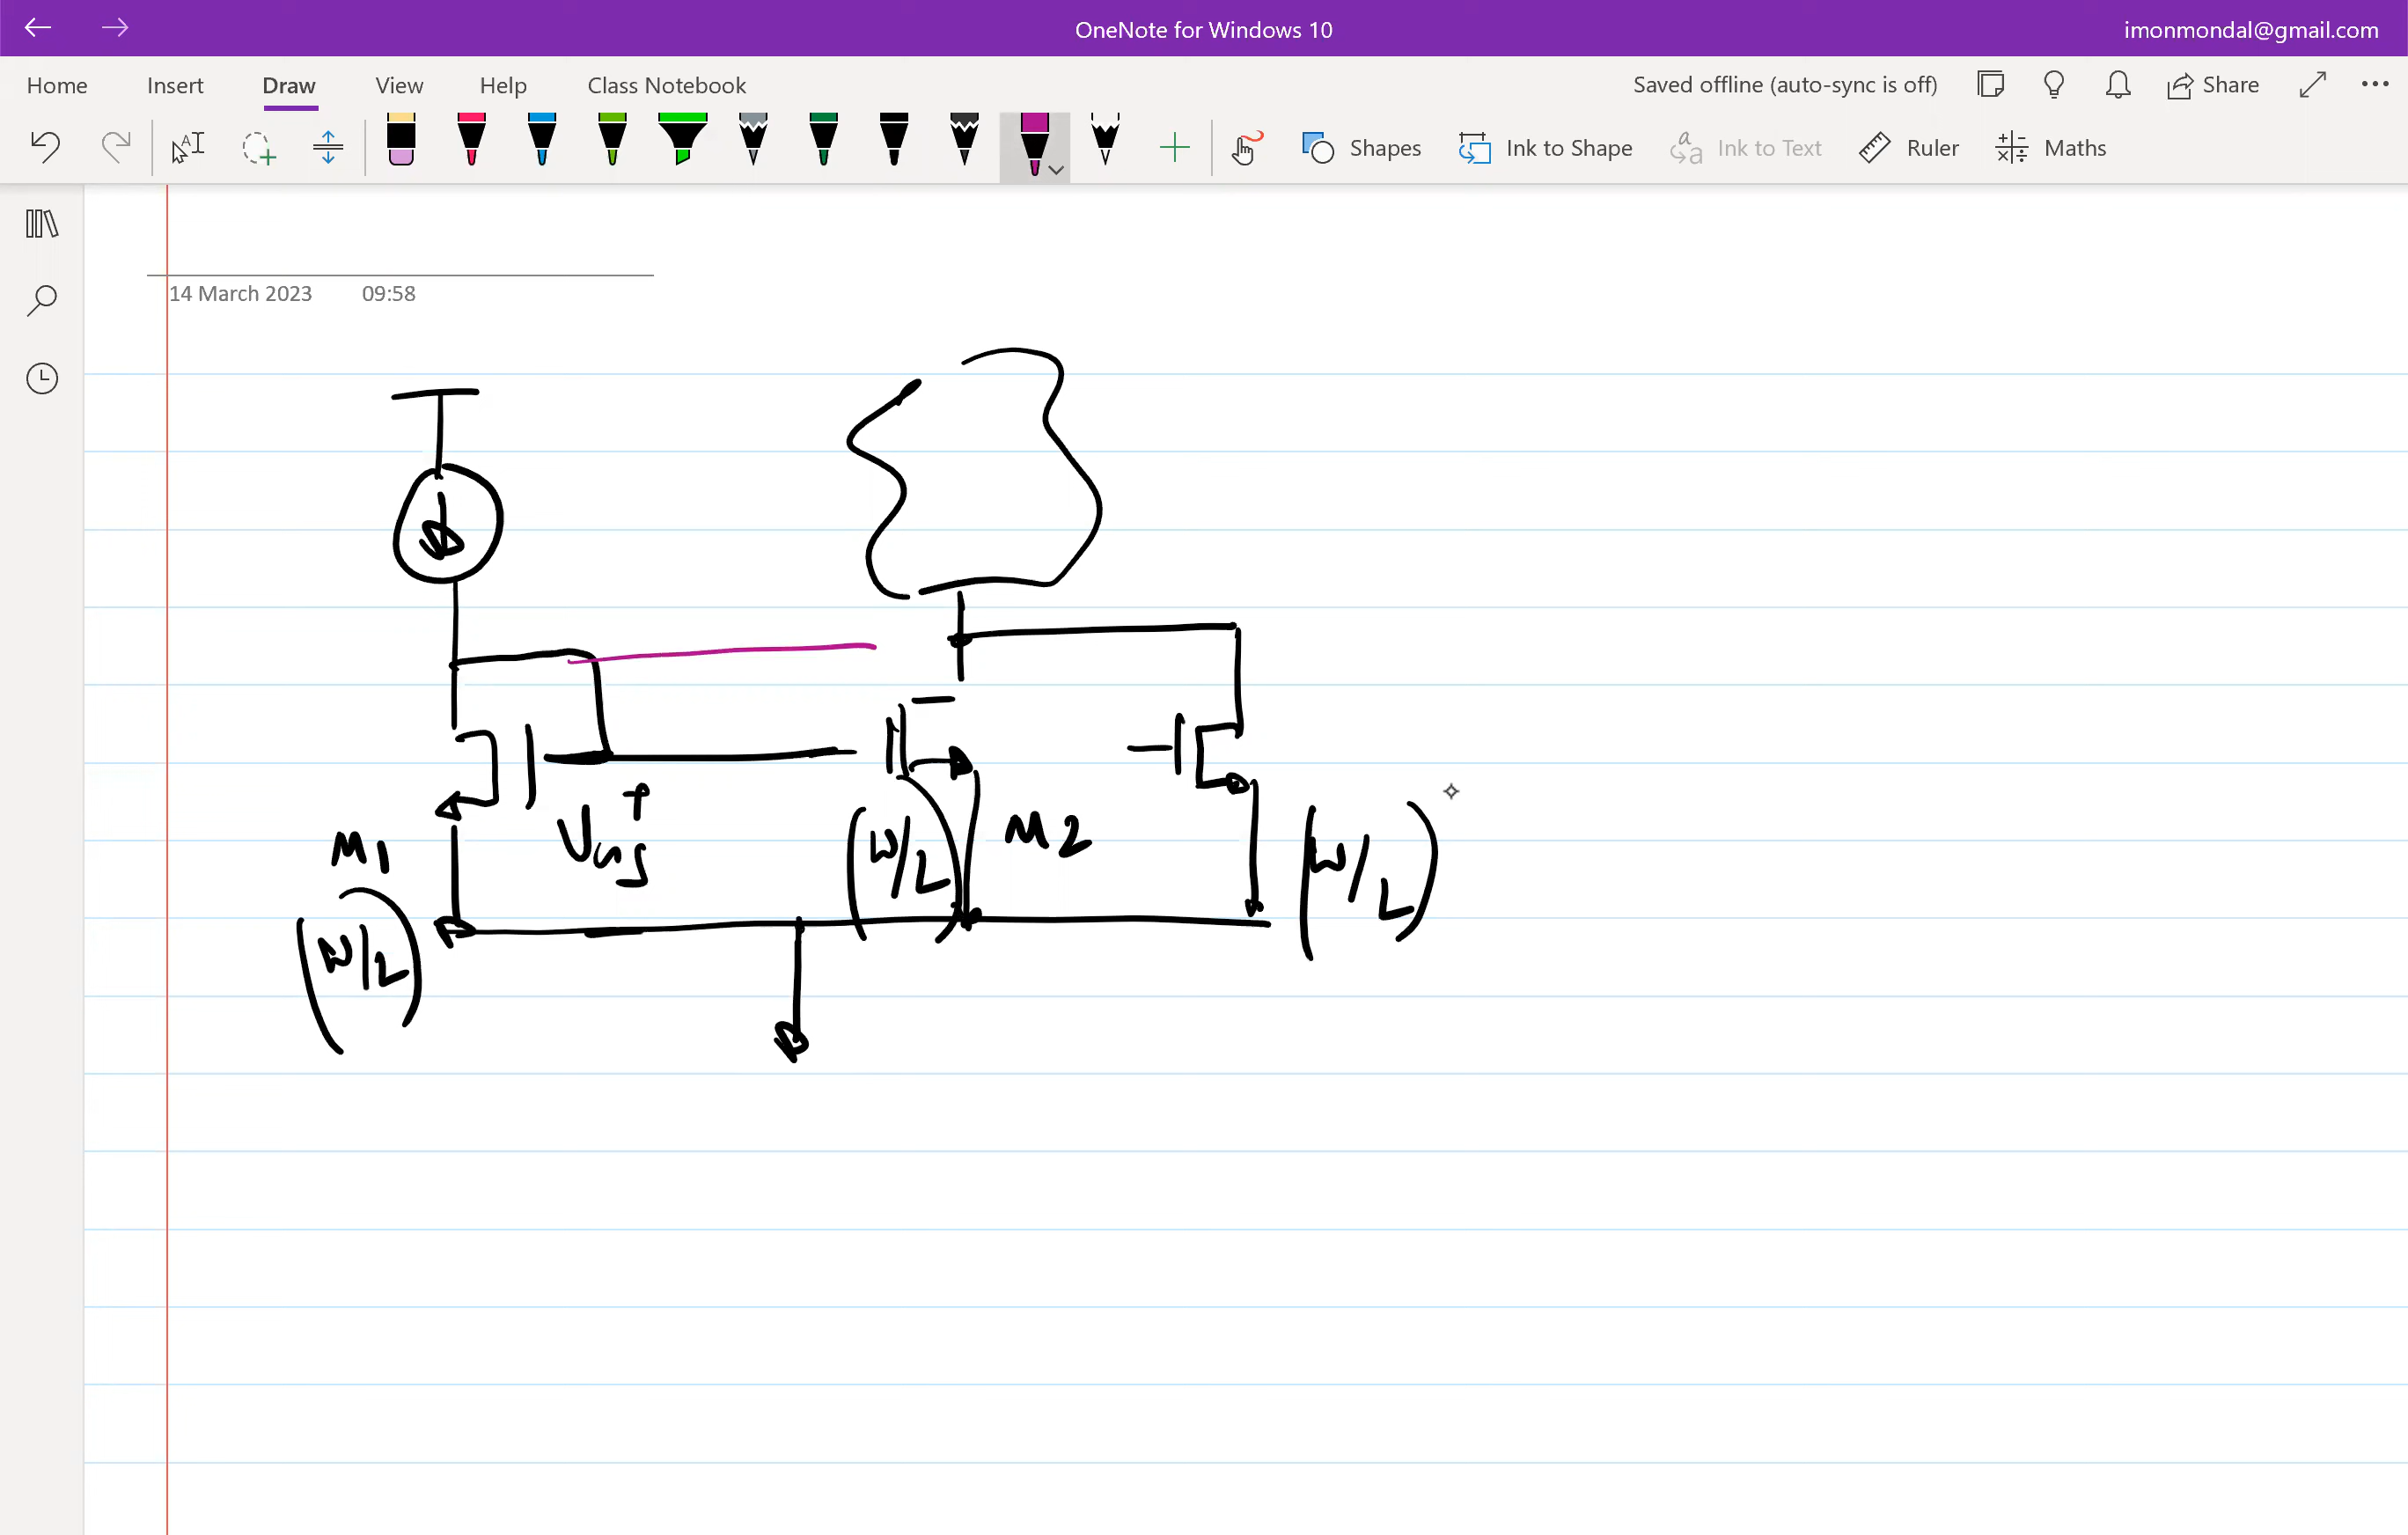 OneNote for Windows 10
imonmondal@gmail.com
Home Insert Draw View Help Class Notebook
Saved offline (auto-sync is off) Share
Shapes Ink to Shape Ink to Text Ruler Maths
14 March 2023 09:58
M1
(W/L)
VGS
+
(W/L)
M2
(W/L)